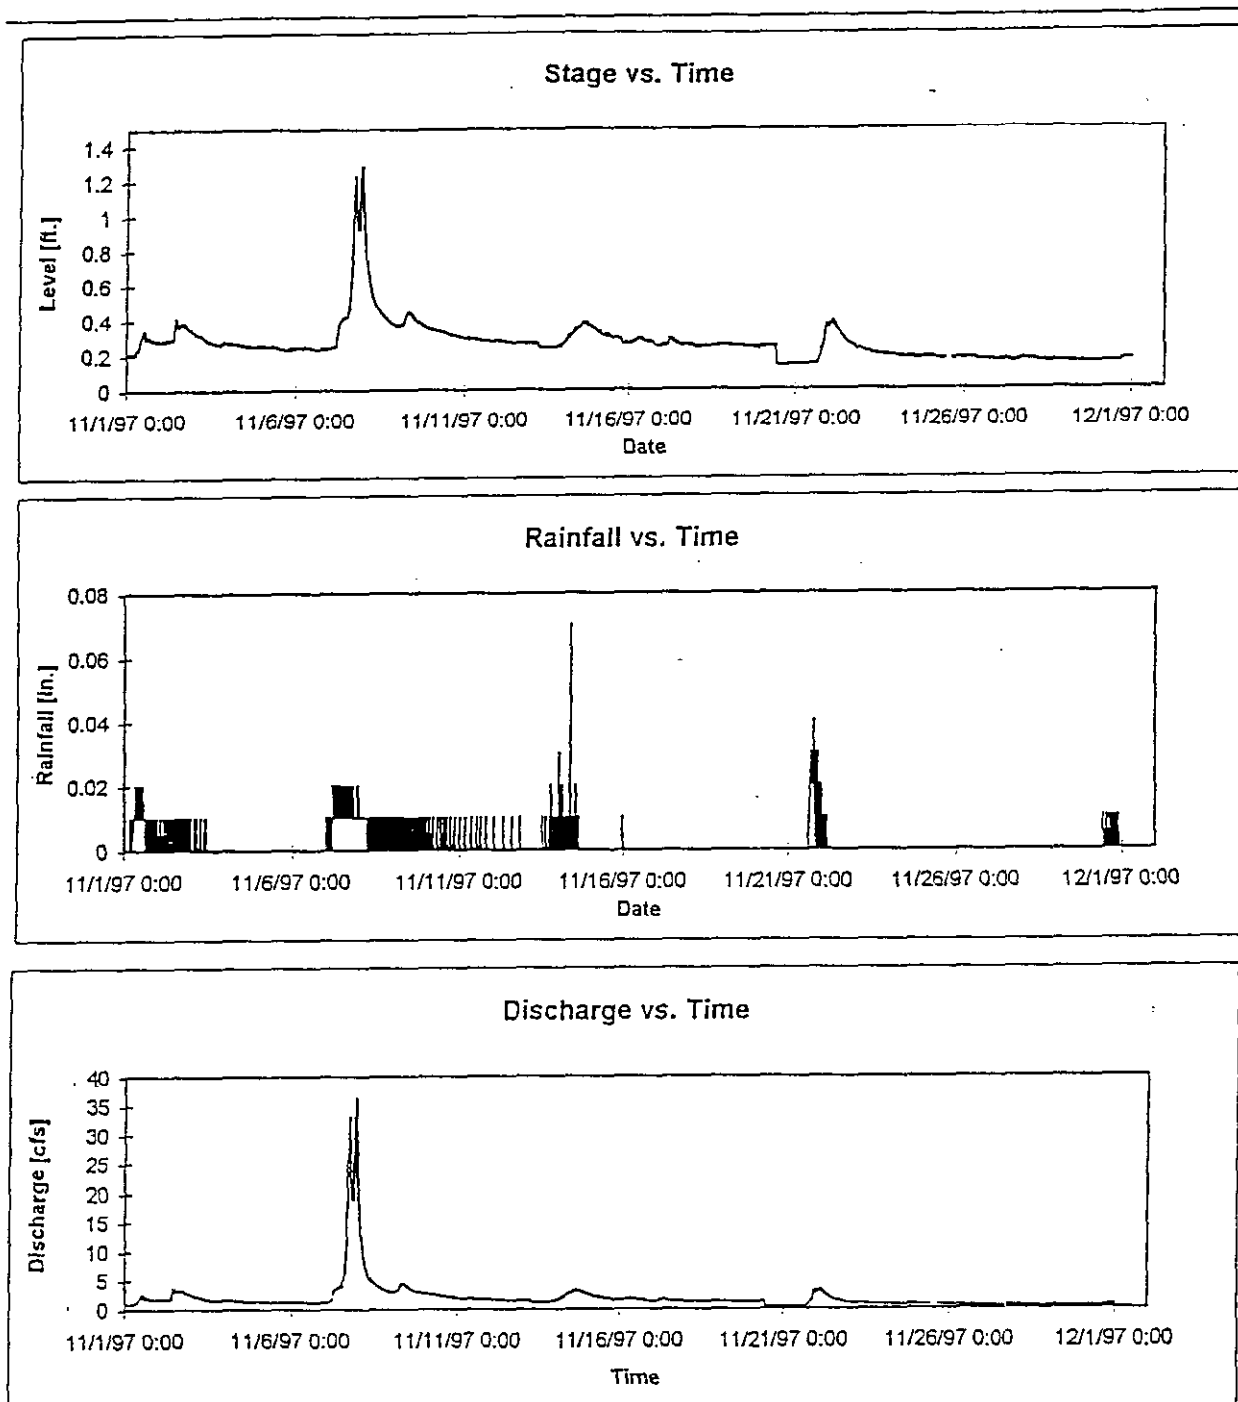 Stage vs. Time
Level [ft.]
1.4
1.2
1
0.8
0.6
0.4
0.2
0
11/1/97 0:00 11/6/97 0:00 11/11/97 0:00 11/16/97 0:00 11/21/97 0:00 11/26/97 0:00 12/1/97 0:00
Date
Rainfall vs. Time
Rainfall [in.]
0.08
0.06
0.04
0.02
0
11/1/97 0:00 11/6/97 0:00 11/11/97 0:00 11/16/97 0:00 11/21/97 0:00 11/26/97 0:00 12/1/97 0:00
Date
Discharge vs. Time
Discharge [cfs]
40
35
30
25
20
15
10
5
0
11/1/97 0:00 11/6/97 0:00 11/11/97 0:00 11/16/97 0:00 11/21/97 0:00 11/26/97 0:00 12/1/97 0:00
Time